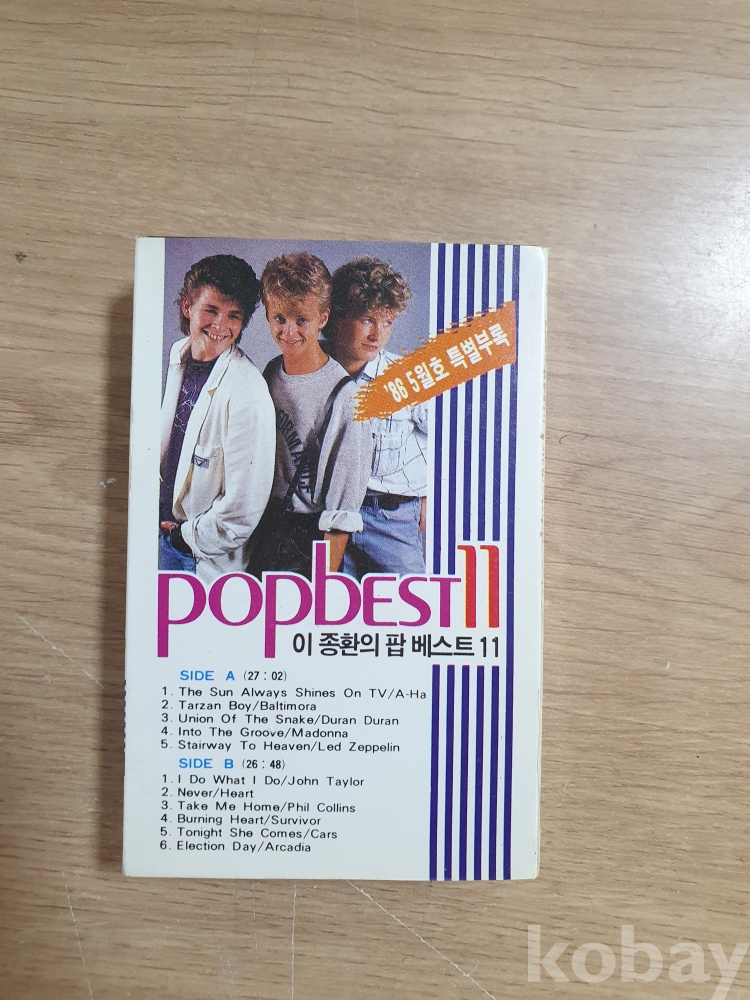 '86 5월호 특별부록
popbEST11
이 종환의 팝 베스트 11
SIDE A (27 : 02)
1. The Sun Always Shines On TV/A-Ha
2. Tarzan Boy/Baltimora
3. Union Of The Snake/Duran Duran
4. Into The Groove/Madonna
5. Stairway To Heaven/Led Zeppelin
SIDE B (26 : 48)
1. I Do What I Do/John Taylor
2. Never/Heart
3. Take Me Home/Phil Collins
4. Burning Heart/Survivor
5. Tonight She Comes/Cars
6. Election Day/Arcadia
kobay